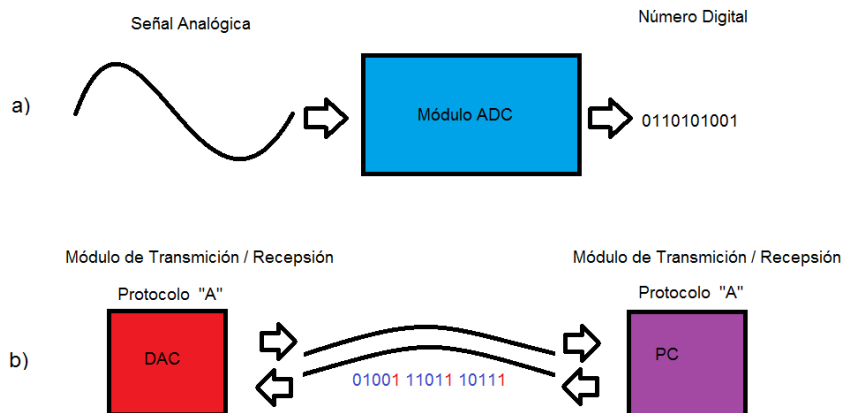 Señal Analógica
Número Digital
a)
Módulo ADC
0110101001
Módulo de Transmición / Recepsión
Módulo de Transmición / Recepsión
Protocolo "A"
Protocolo "A"
b)
DAC
01001 11011 10111
PC